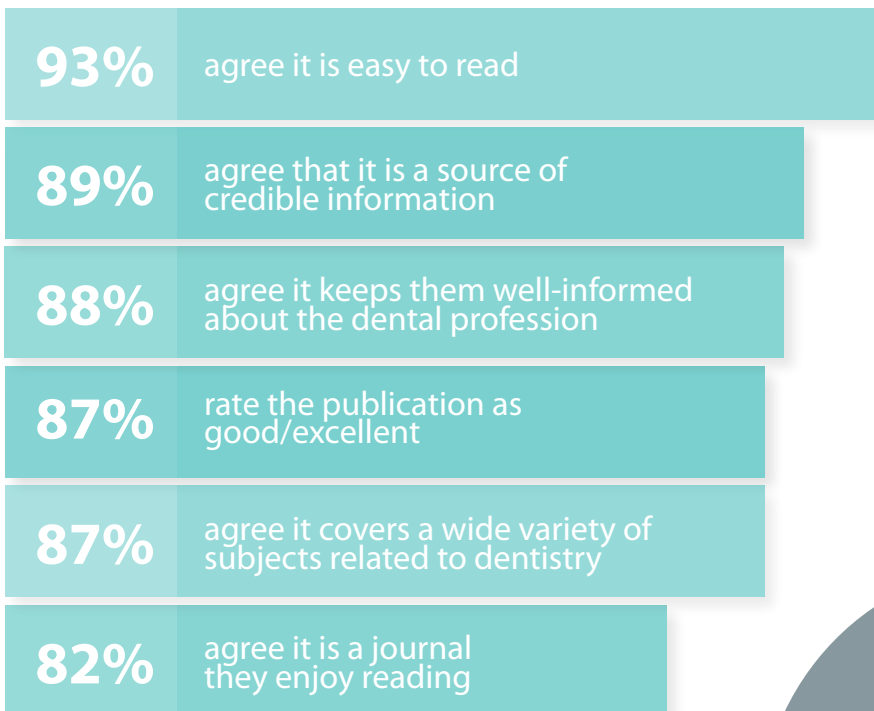 93%
agree it is easy to read
89%
agree that it is a source of
credible information
88%
agree it keeps them well-informed
about the dental profession
87%
rate the publication as
good/excellent
87%
agree it covers a wide variety of
subjects related to dentistry
82%
agree it is a journal
they enjoy reading